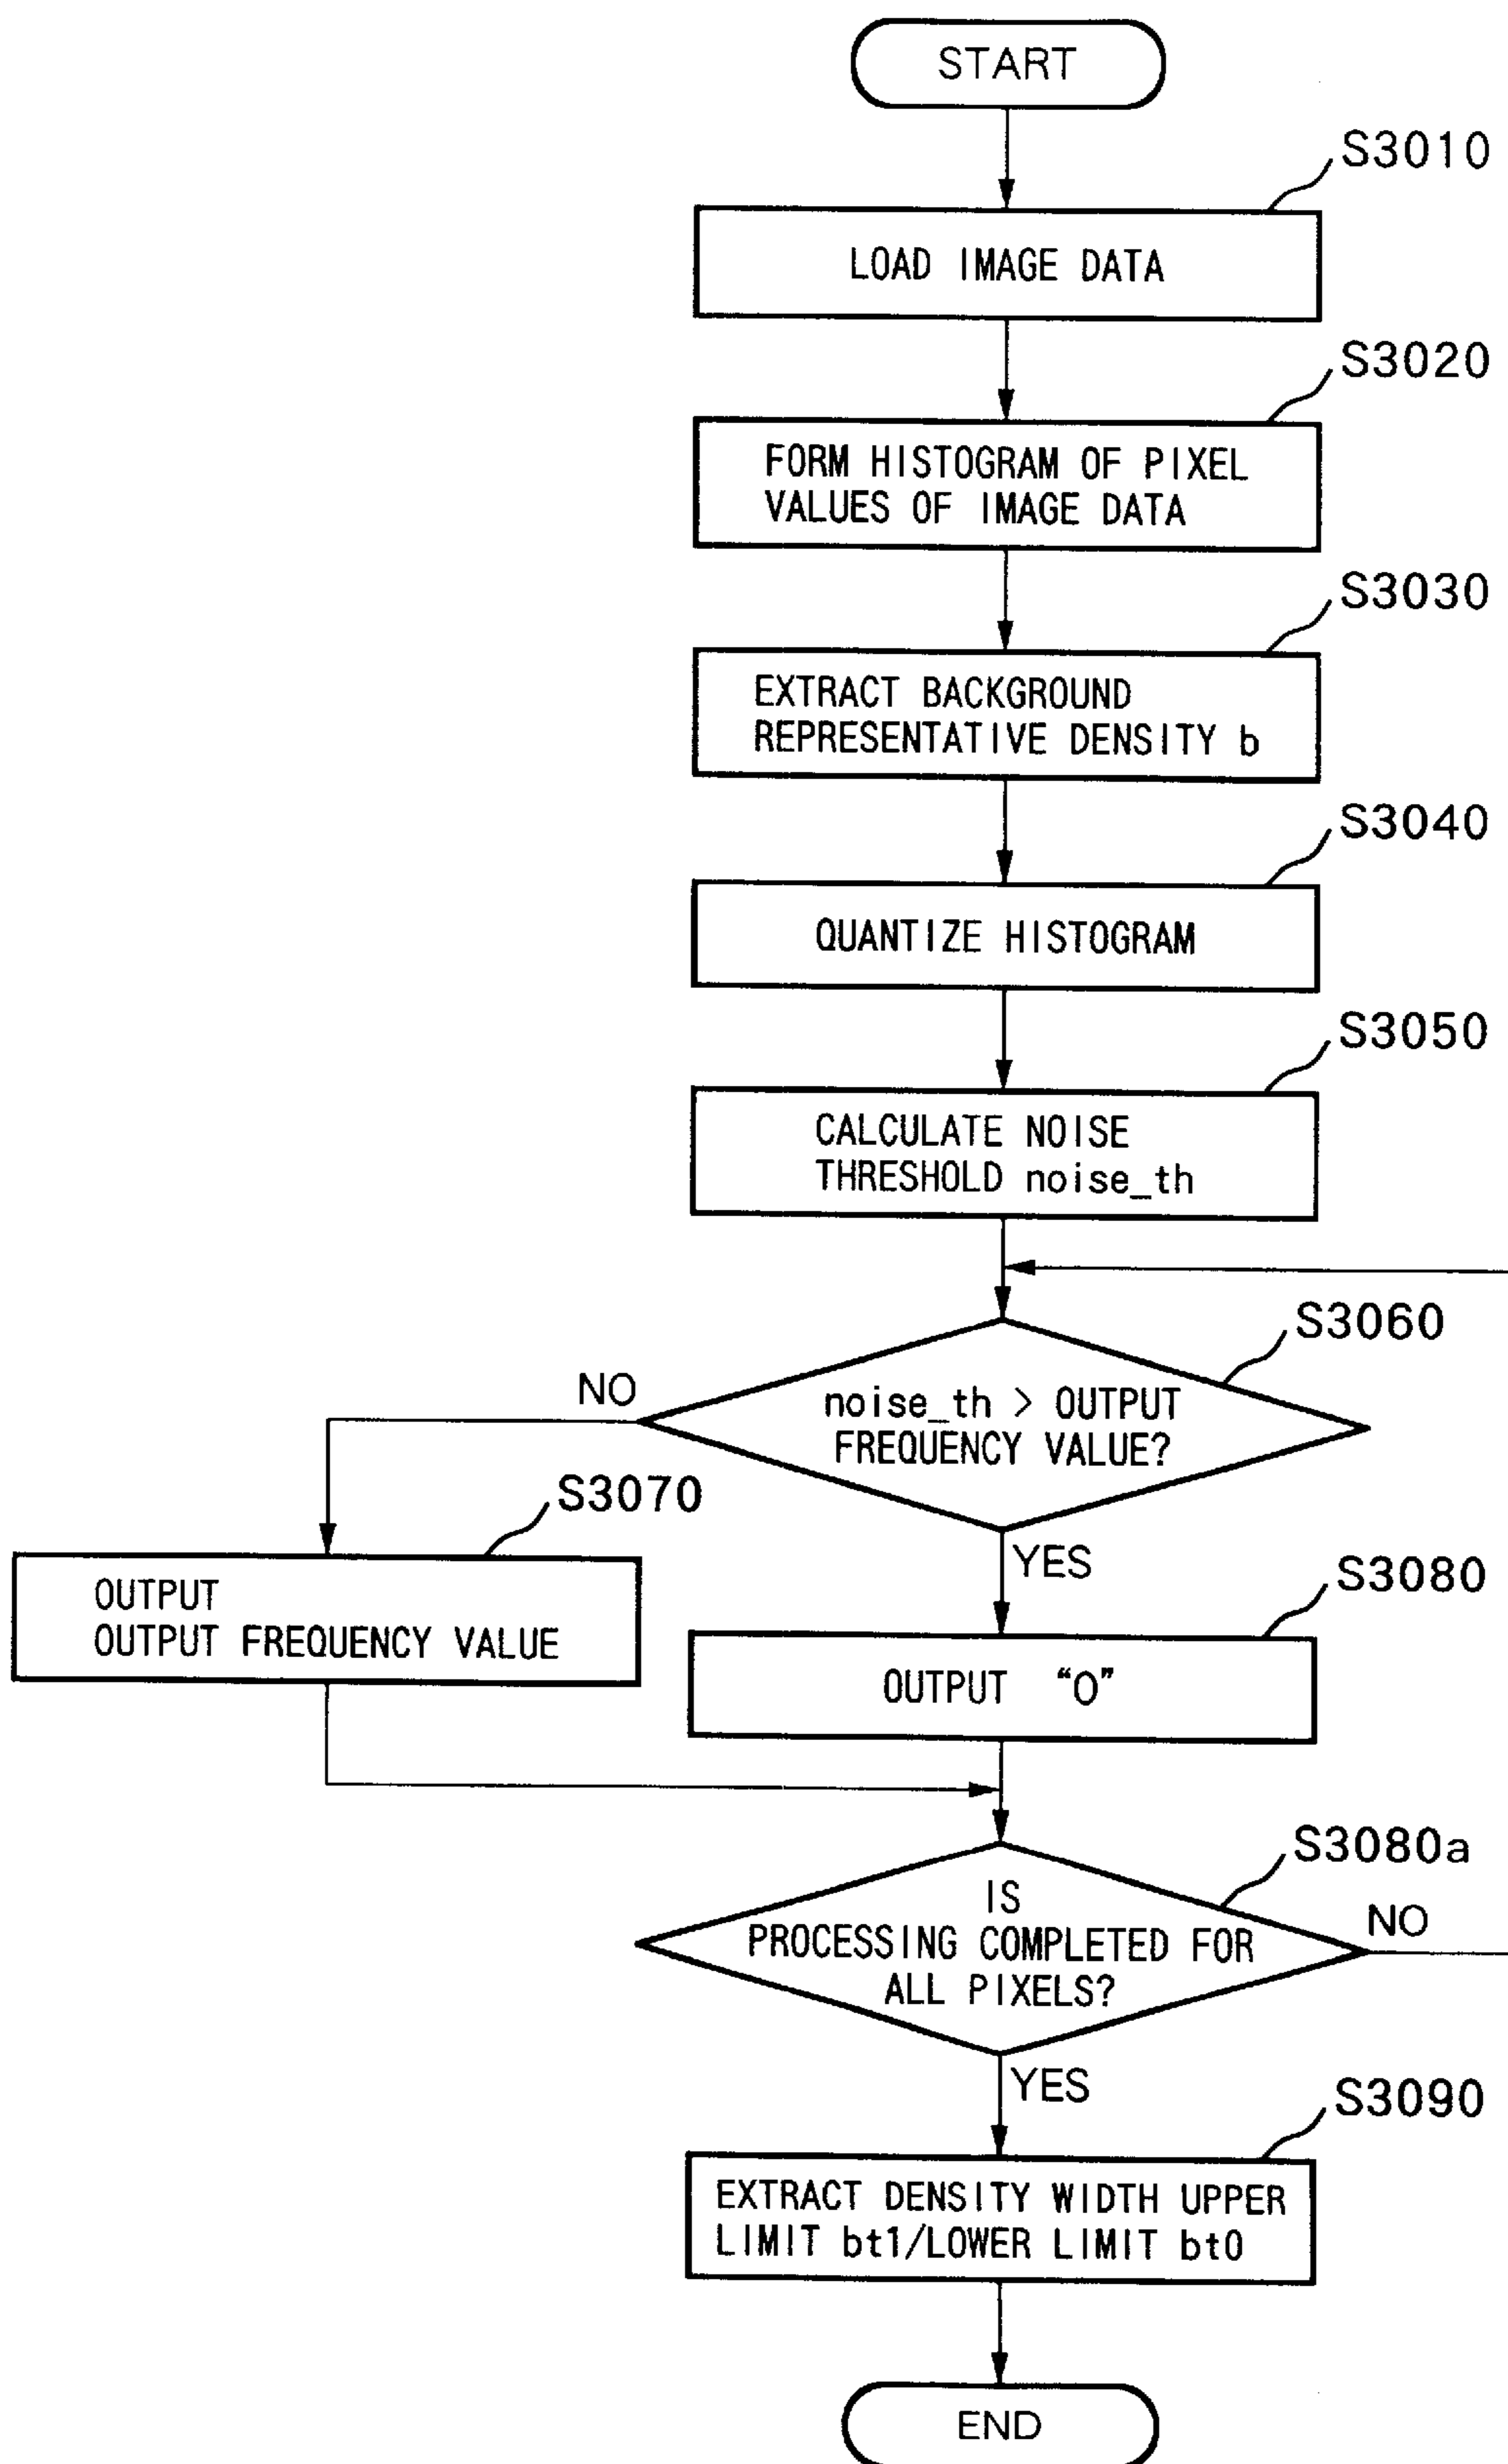 START
S3010
LOAD IMAGE DATA
S3020
FORM HISTOGRAM OF PIXEL
VALUES OF IMAGE DATA
S3030
EXTRACT BACKGROUND
REPRESENTATIVE DENSITY b
S3040
QUANTIZE HISTOGRAM
S3050
CALCULATE NOISE
THRESHOLD noise_th
S3060
NO
noise_th > OUTPUT
FREQUENCY VALUE?
S3070
YES
OUTPUT
OUTPUT FREQUENCY VALUE
S3080
OUTPUT “0”
S3080a
IS
PROCESSING COMPLETED FOR
ALL PIXELS?
NO
YES
S3090
EXTRACT DENSITY WIDTH UPPER
LIMIT bt1/LOWER LIMIT bt0
END